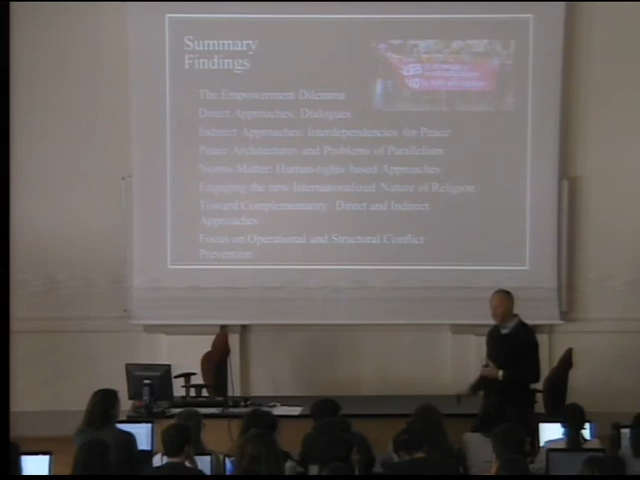 Summary
Findings
The Empowerment Dilemma
Direct Approaches: Dialogues
Indirect Approaches: Interdependencies for Peace
Peace Architectures and Problems of Parallelism
Norms Matter: Human-rights based Approaches
Engaging the new Internationalized Nature of Religion
Toward Complementarity: Direct and Indirect
Approaches
Focus on Operational and Structural Conflict
Prevention